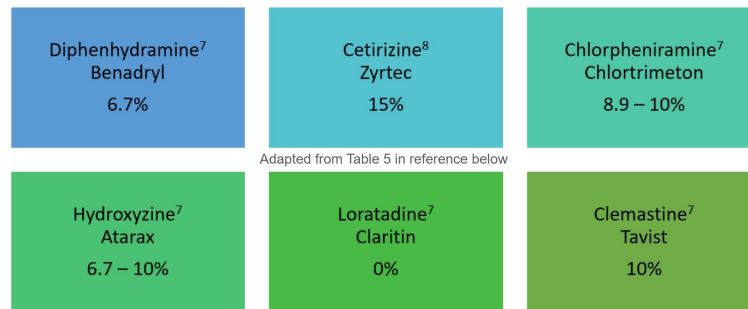 Diphenhydramine⁷
Benadryl
6.7%
Cetirizine⁸
Zyrtec
15%
Chlorpheniramine⁷
Chlortrimeton
8.9 – 10%
Adapted from Table 5 in reference below
Hydroxyzine⁷
Atarax
6.7 – 10%
Loratadine⁷
Claritin
0%
Clemastine⁷
Tavist
10%